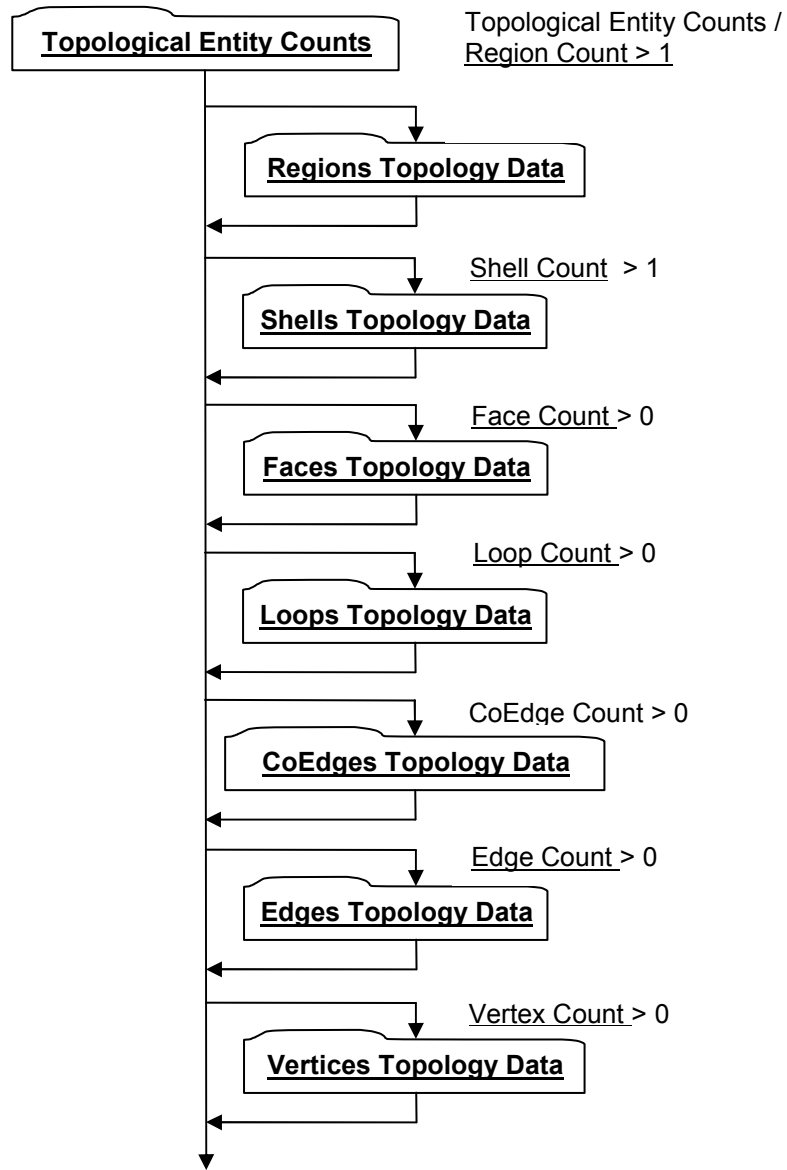 Topological Entity Counts
Topological Entity Counts /
Region Count > 1
Regions Topology Data
Shell Count > 1
Shells Topology Data
Face Count > 0
Faces Topology Data
Loop Count > 0
Loops Topology Data
CoEdge Count > 0
CoEdges Topology Data
Edge Count > 0
Edges Topology Data
Vertex Count > 0
Vertices Topology Data